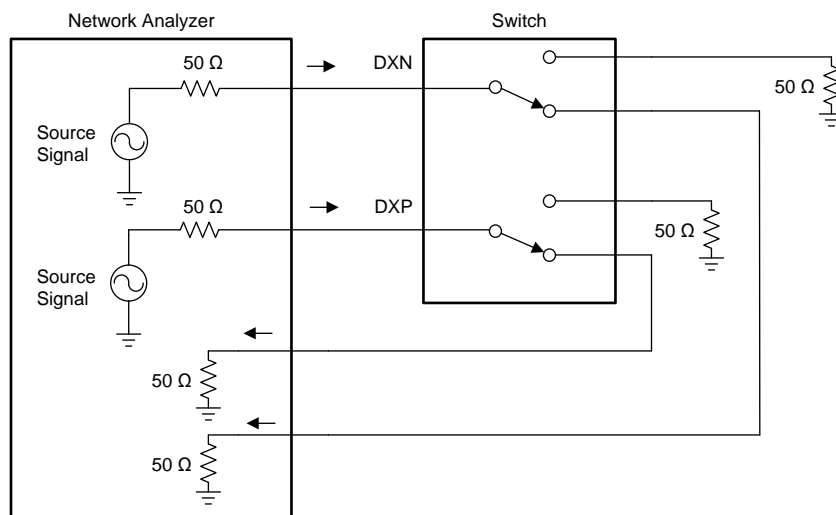 Network Analyzer
Switch
50 Ω
DXN
50 Ω
Source
Signal
50 Ω
DXP
50 Ω
Source
Signal
50 Ω
50 Ω